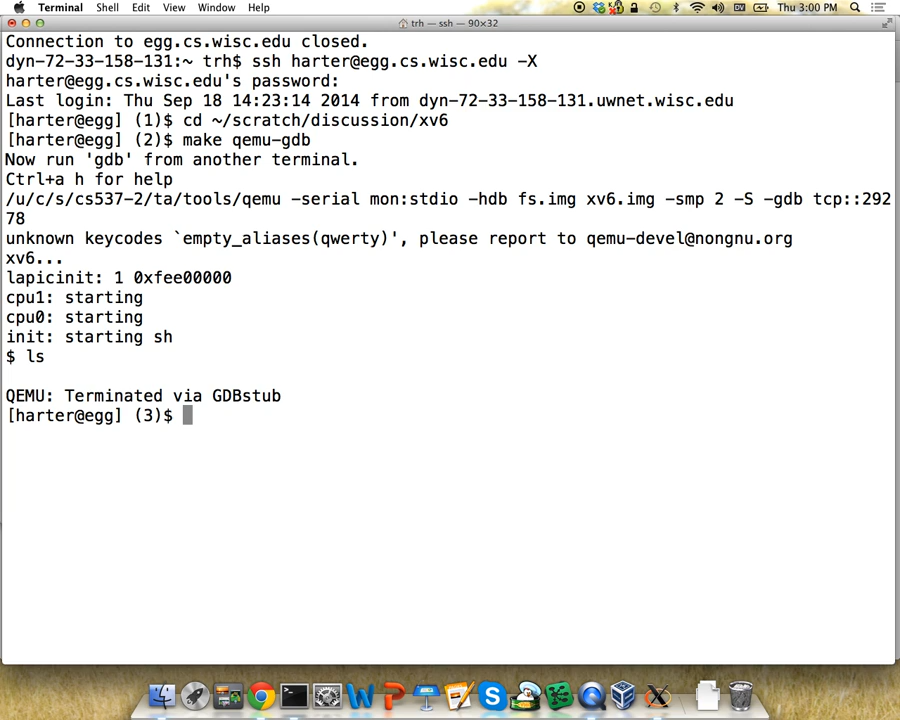 Terminal Shell Edit View Window Help Thu 3:00 PM
trh — ssh — 90×32
Connection to egg.cs.wisc.edu closed.
dyn-72-33-158-131:~ trh$ ssh harter@egg.cs.wisc.edu -X
harter@egg.cs.wisc.edu's password:
Last login: Thu Sep 18 14:23:14 2014 from dyn-72-33-158-131.uwnet.wisc.edu
[harter@egg] (1)$ cd ~/scratch/discussion/xv6
[harter@egg] (2)$ make qemu-gdb
Now run 'gdb' from another terminal.
Ctrl+a h for help
/u/c/s/cs537-2/ta/tools/qemu -serial mon:stdio -hdb fs.img xv6.img -smp 2 -S -gdb tcp::292
78
unknown keycodes `empty_aliases(qwerty)', please report to qemu-devel@nongnu.org
xv6...
lapicinit: 1 0xfee00000
cpu1: starting
cpu0: starting
init: starting sh
$ ls
QEMU: Terminated via GDBstub
[harter@egg] (3)$